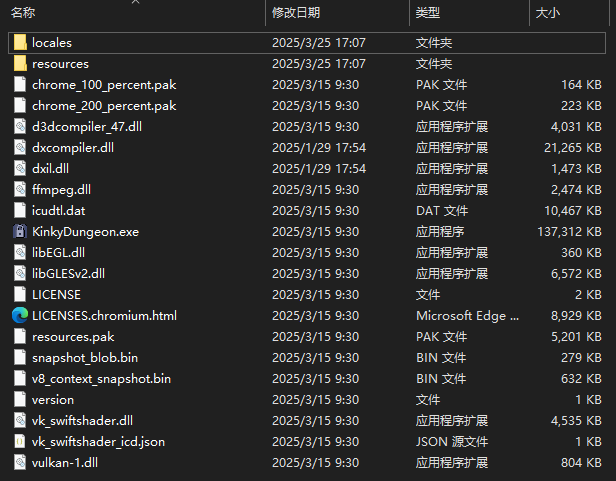 名称 修改日期 类型 大小
locales 2025/3/25 17:07 文件夹
resources 2025/3/25 17:07 文件夹
chrome_100_percent.pak 2025/3/15 9:30 PAK 文件 164 KB
chrome_200_percent.pak 2025/3/15 9:30 PAK 文件 223 KB
d3dcompiler_47.dll 2025/3/15 9:30 应用程序扩展 4,031 KB
dxcompiler.dll 2025/1/29 17:54 应用程序扩展 21,265 KB
dxil.dll 2025/1/29 17:54 应用程序扩展 1,473 KB
ffmpeg.dll 2025/3/15 9:30 应用程序扩展 2,474 KB
icudtl.dat 2025/3/15 9:30 DAT 文件 10,467 KB
KinkyDungeon.exe 2025/3/15 9:30 应用程序 137,312 KB
libEGL.dll 2025/3/15 9:30 应用程序扩展 360 KB
libGLESv2.dll 2025/3/15 9:30 应用程序扩展 6,572 KB
LICENSE 2025/3/15 9:30 文件 2 KB
LICENSES.chromium.html 2025/3/15 9:30 Microsoft Edge ... 8,929 KB
resources.pak 2025/3/15 9:30 PAK 文件 5,201 KB
snapshot_blob.bin 2025/3/15 9:30 BIN 文件 279 KB
v8_context_snapshot.bin 2025/3/15 9:30 BIN 文件 632 KB
version 2025/3/15 9:30 文件 1 KB
vk_swiftshader.dll 2025/3/15 9:30 应用程序扩展 4,535 KB
vk_swiftshader_icd.json 2025/3/15 9:30 JSON 源文件 1 KB
vulkan-1.dll 2025/3/15 9:30 应用程序扩展 804 KB